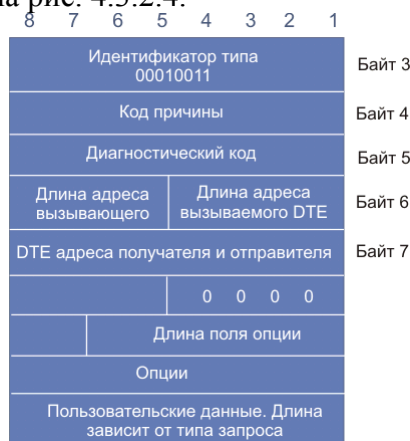 на рис. 4.3.2.4.
8 7 6 5 4 3 2 1
Идентификатор типа
00010011
Байт 3
Код причины
Байт 4
Диагностический код
Байт 5
Длина адреса
вызывающего
Длина адреса
вызываемого DTE
Байт 6
DTE адреса получателя и отправителя
Байт 7
0 0 0 0
Длина поля опции
Опции
Пользовательские данные. Длина
зависит от типа запроса